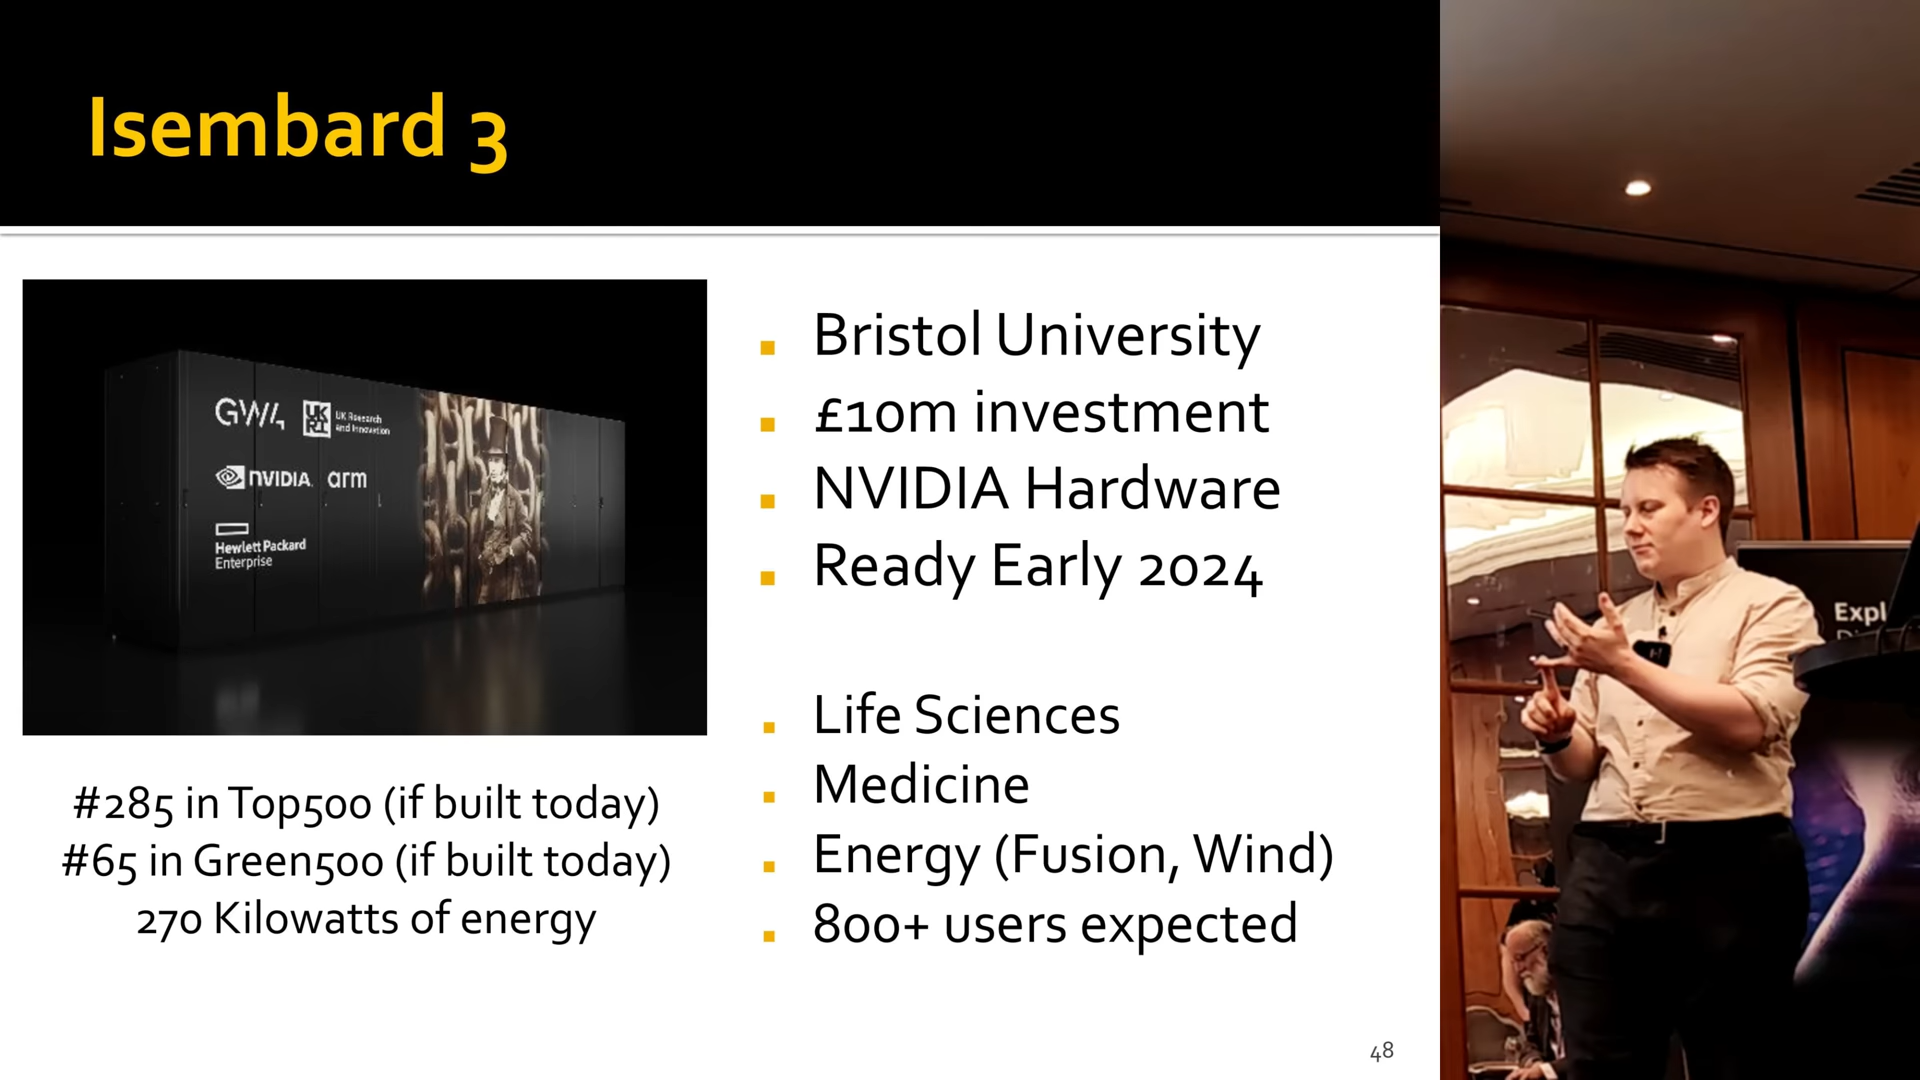 Isembard 3
GW4
UK
RI
UK Research
and Innovation
NVIDIA.
arm
Hewlett Packard
Enterprise
#285 in Top500 (if built today)
#65 in Green500 (if built today)
270 Kilowatts of energy
Bristol University
£10m investment
NVIDIA Hardware
Ready Early 2024
Life Sciences
Medicine
Energy (Fusion, Wind)
800+ users expected
48
Expl